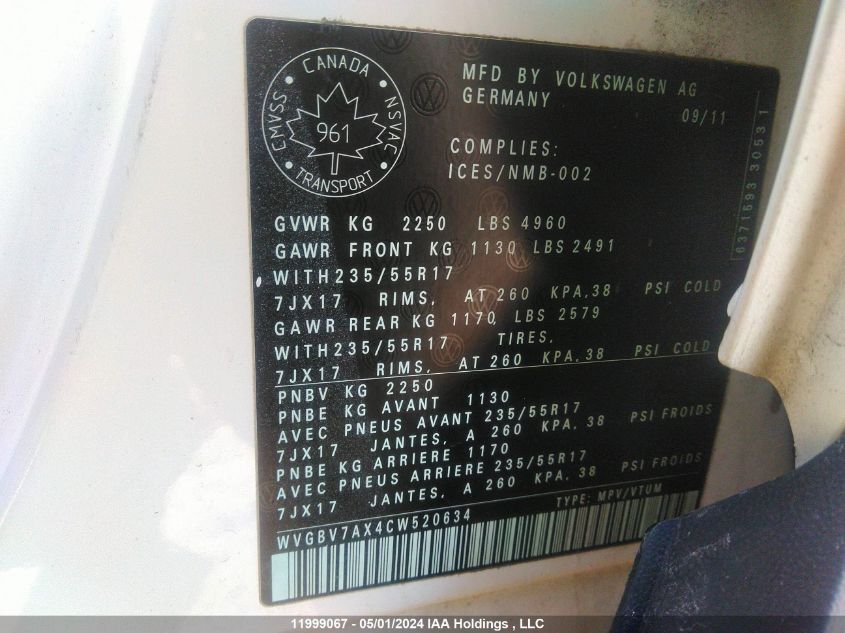 CANADA
CMVSS
NSVAC
961
TRANSPORT
MFD BY VOLKSWAGEN AG
GERMANY
09/11
COMPLIES:
ICES/NMB-002
6371593 30531
GVWR KG 2250 LBS 4960
GAWR FRONT KG 1130 LBS 2491
WITH235/55R17
7JX17 RIMS, AT 260 KPA,38 PSI COLD
GAWR REAR KG 1170, LBS 2579
WITH235/55R17 TIRES,
7JX17 RIMS, AT 260 KPA,38 PSI COLD
PNBV KG 2250
PNBE KG AVANT 1130
AVEC PNEUS AVANT 235/55R17
7JX17 JANTES, A 260 KPA, 38 PSI FROIDS
PNBE KG ARRIERE 1170
AVEC PNEUS ARRIERE 235/55R17
7JX17 JANTES, A 260 KPA,38 PSI FROIDS
TYPE: MPV/VTUM
WVGBV7AX4CW520634
11999067 - 05/01/2024 IAA Holdings , LLC